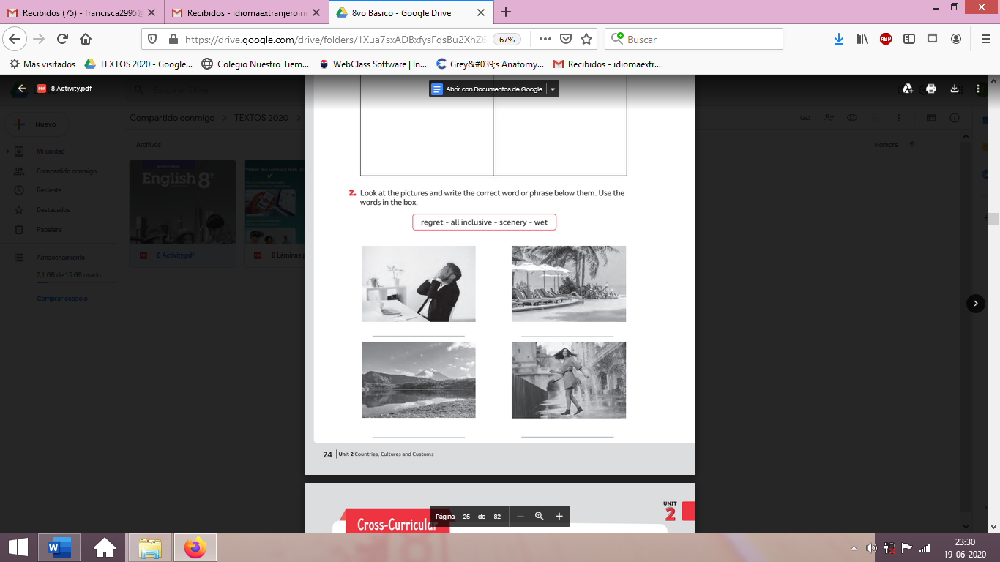 Recibidos (75) - francisca2995@
Recibidos - idiomaextranjeroin
8vo Básico - Google Drive
https://drive.google.com/drive/folders/1Xua7sxADBxfysFqsBu2XhZ6
67%
Buscar
ABP
Más visitados
TEXTOS 2020 - Google...
Colegio Nuestro Tiem...
WebClass Software | In...
Grey&#039;s Anatomy...
Recibidos - idiomaextr...
PDF
8 Activity.pdf
Abrir con Documentos de Google
Nuevo
Compartido conmigo
TEXTOS 2020
Nombre
Mi unidad
Compartido conmigo
Reciente
Destacados
Papelera
Almacenamiento
2,1 GB de 15 GB usado
Comprar espacio
Archivos
English 8º
8 Activity.pdf
8 Láminas.p
2. Look at the pictures and write the correct word or phrase below them. Use the
words in the box.
regret - all inclusive - scenery - wet
24 Unit 2 Countries, Cultures and Customs
UNIT
2
Cross-Curricular
Página 26 de 82
23:30
19-06-2020